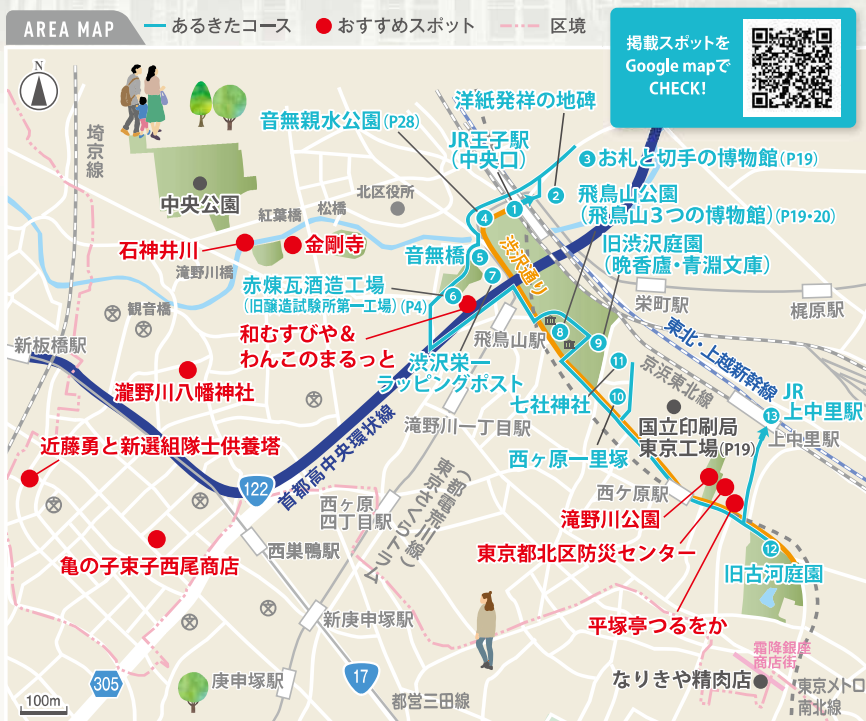 AREA MAP
あるきたコース
おすすめスポット
区境
掲載スポットを
Google mapで
CHECK!
N
埼京線
音無親水公園(P28)
洋紙発祥の地碑
JR王子駅
(中央口)
③
お札と切手の博物館(P19)
①
②
④
飛鳥山公園
(飛鳥山3つの博物館)(P19・20)
中央公園
北区役所
紅葉橋
松橋
石神井川
金剛寺
滝野川橋
音無橋
⑤
渋沢通り
旧渋沢庭園
(晩香廬・青淵文庫)
⑦
赤煉瓦酒造工場
(旧醸造試験所第一工場)(P4)
⑥
観音橋
栄町駅
梶原駅
和むすびや&
わんこのまるっと
飛鳥山駅
⑧
⑨
東北・上越新幹線
新板橋駅
渋沢栄一
ラッピングポスト
⑪
京浜東北線
瀧野川八幡神社
七社神社
⑩
JR
上中里駅
⑬
上中里駅
国立印刷局
東京工場(P19)
滝野川一丁目駅
首都高中央環状線
西ヶ原一里塚
近藤勇と新選組隊士供養塔
122
(都電荒川線)
東京さくらトラム
西ヶ原
四丁目駅
西ケ原駅
滝野川公園
東京都北区防災センター
西巣鴨駅
亀の子束子西尾商店
⑫
旧古河庭園
平塚亭つるをか
新庚申塚駅
霜降銀座
商店街
17
305
庚申塚駅
なりきや精肉店
東京メトロ
南北線
都営三田線
100m